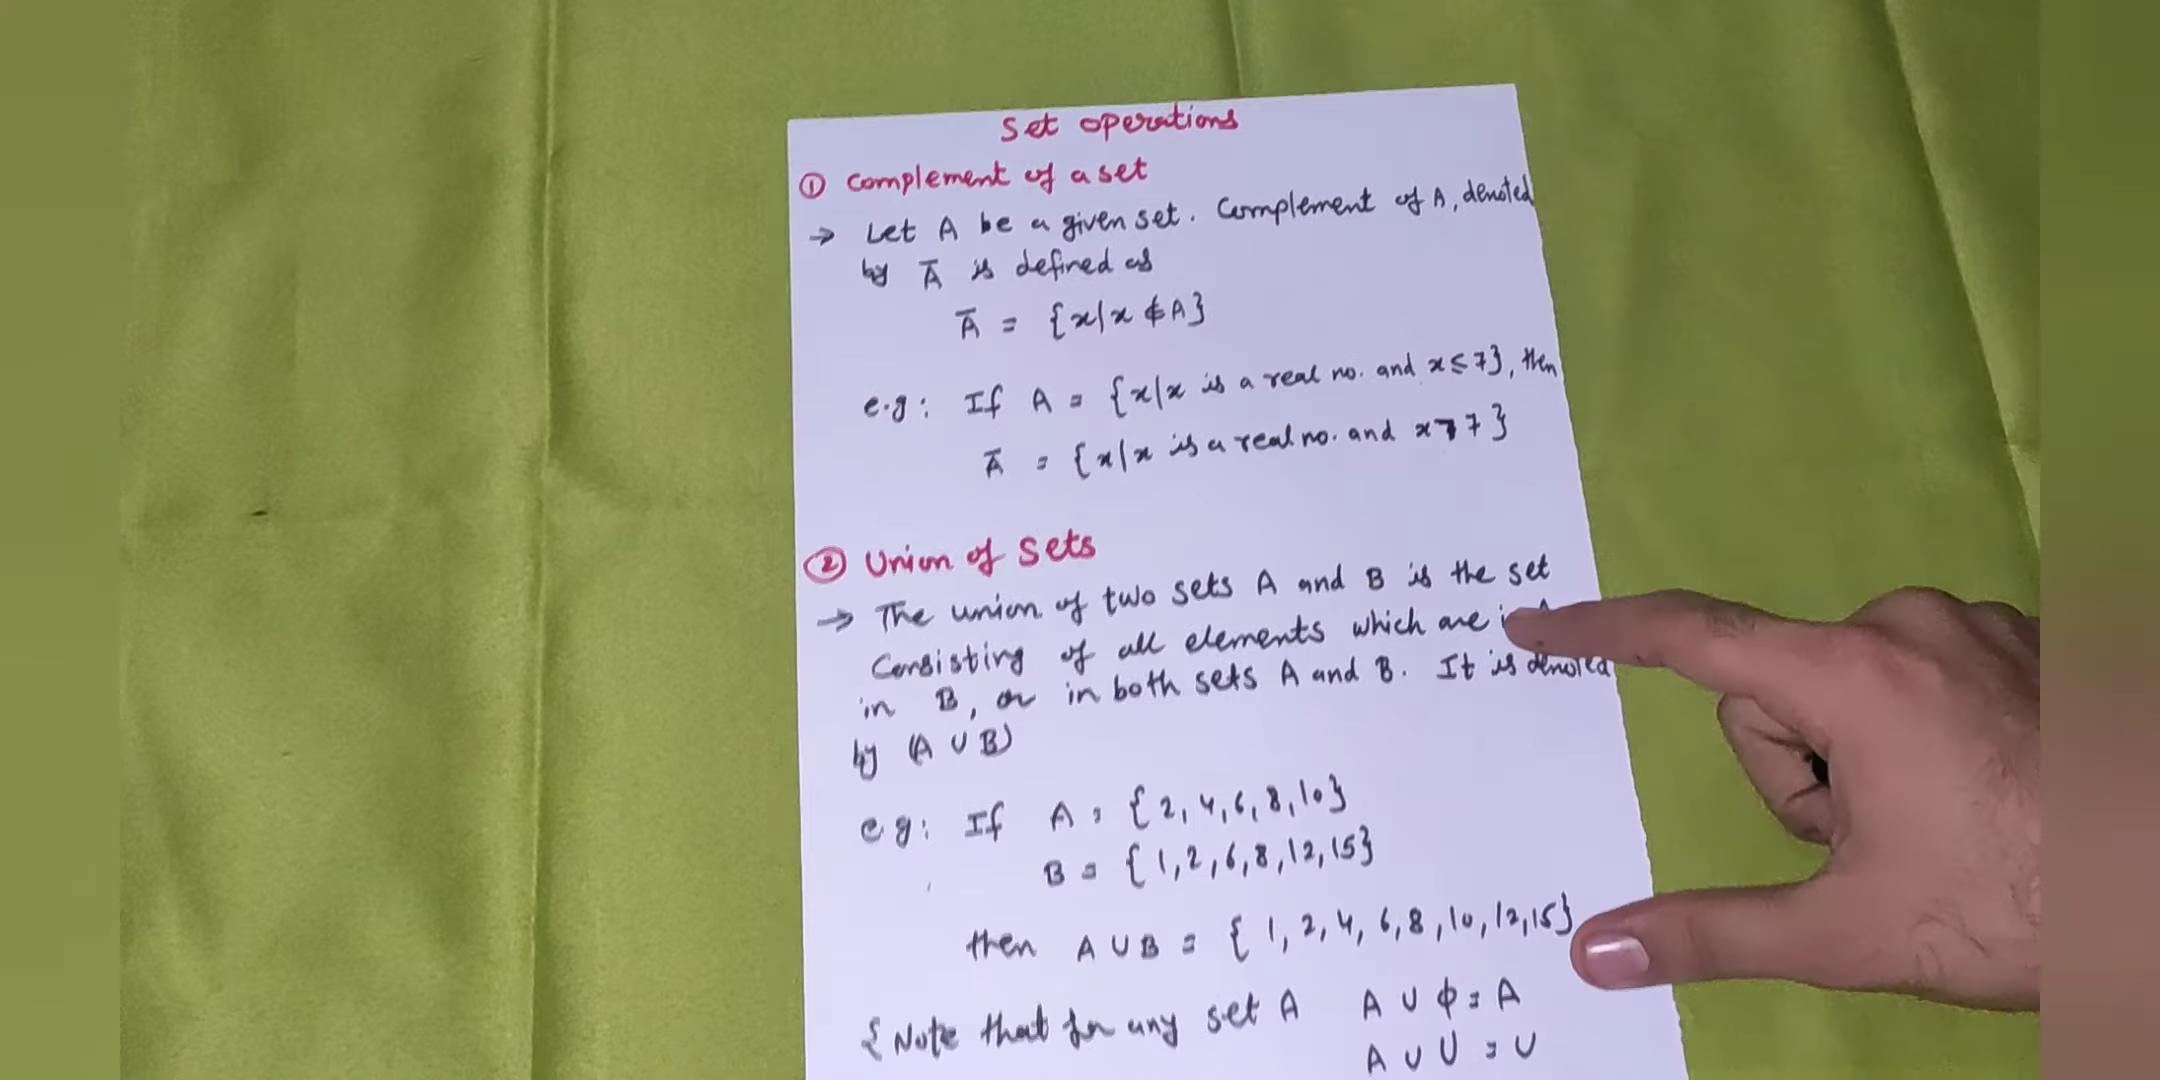 Set operations
① Complement of a set
→ Let A be a given set. Complement of A, denoted
by Ā is defined as
Ā = {x/x ∉ A}
e.g: If A = {x/x is a real no. and x ≤ 7}, then
Ā = {x/x is a real no. and x > 7}
② Union of Sets
→ The union of two sets A and B is the set
Consisting of all elements which are
in B, or in both sets A and B. It is denoted
by (A ∪ B)
e g: If A = {2, 4, 6, 8, 10}
B = {1, 2, 6, 8, 12, 15}
then A ∪ B = {1, 2, 4, 6, 8, 10, 12, 15}
{Note that for any set A A ∪ ϕ = A
A ∪ U = U